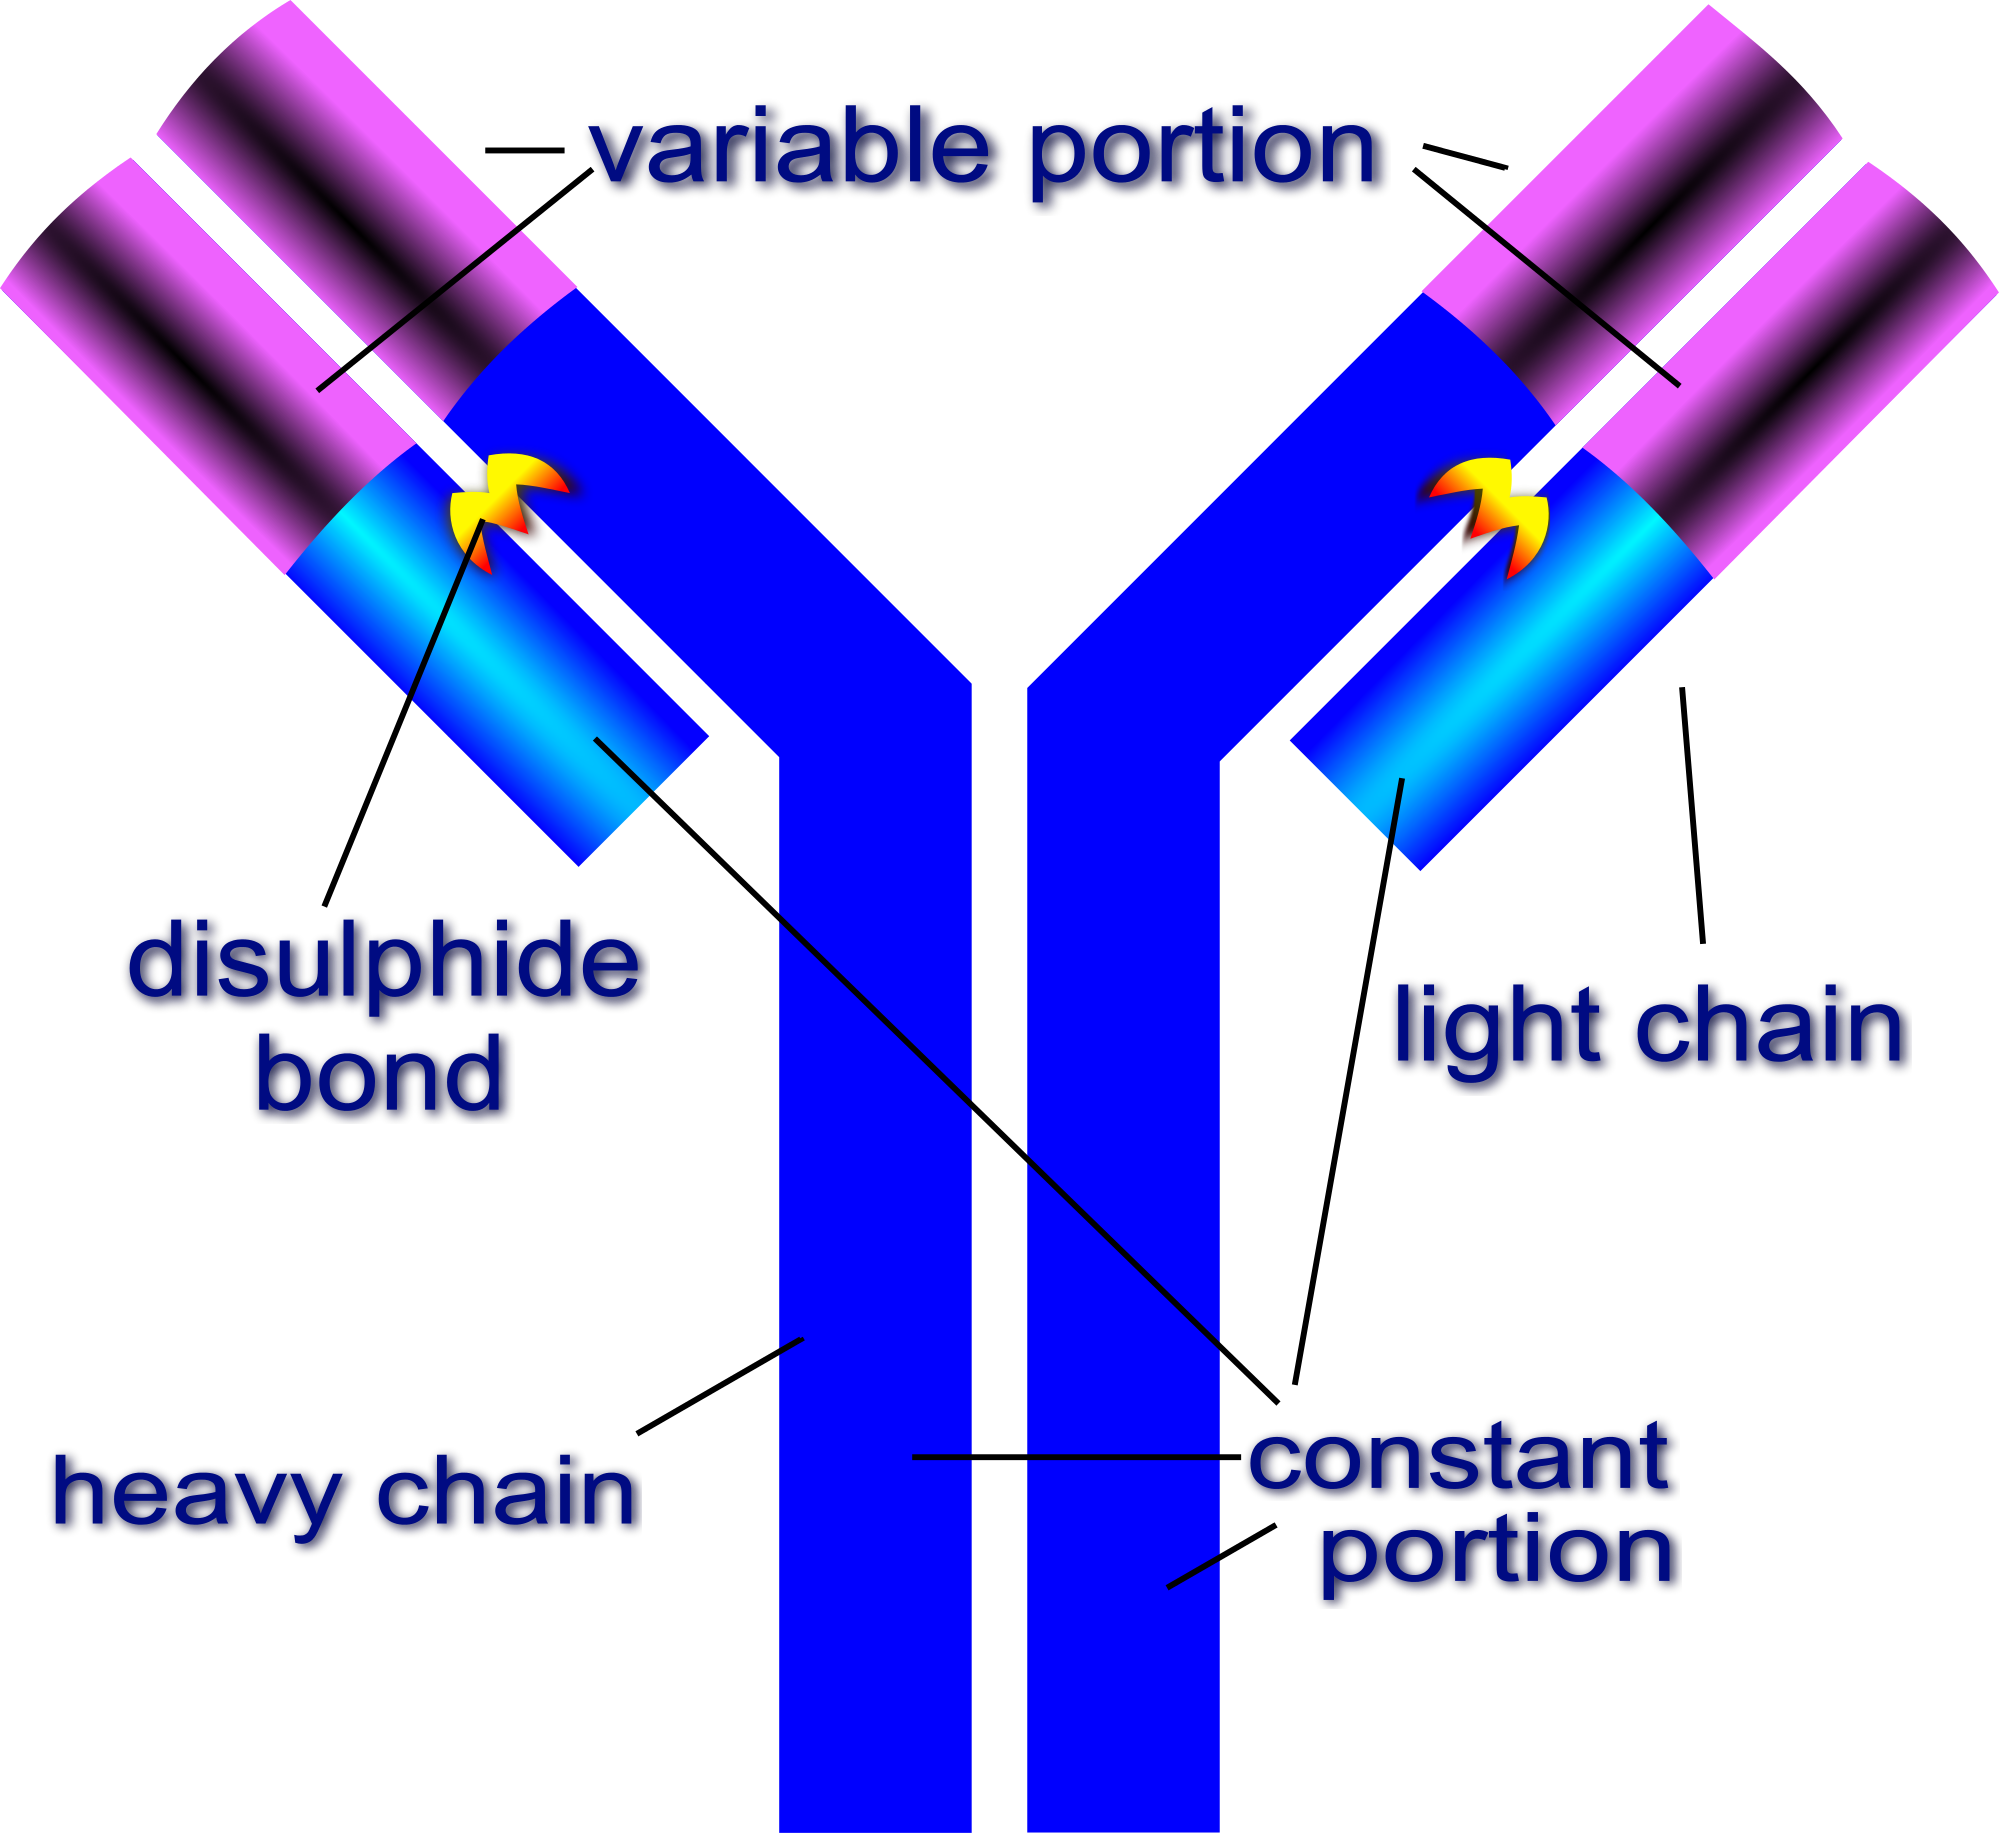 variable portion
disulphide
bond
light chain
heavy chain
constant
portion